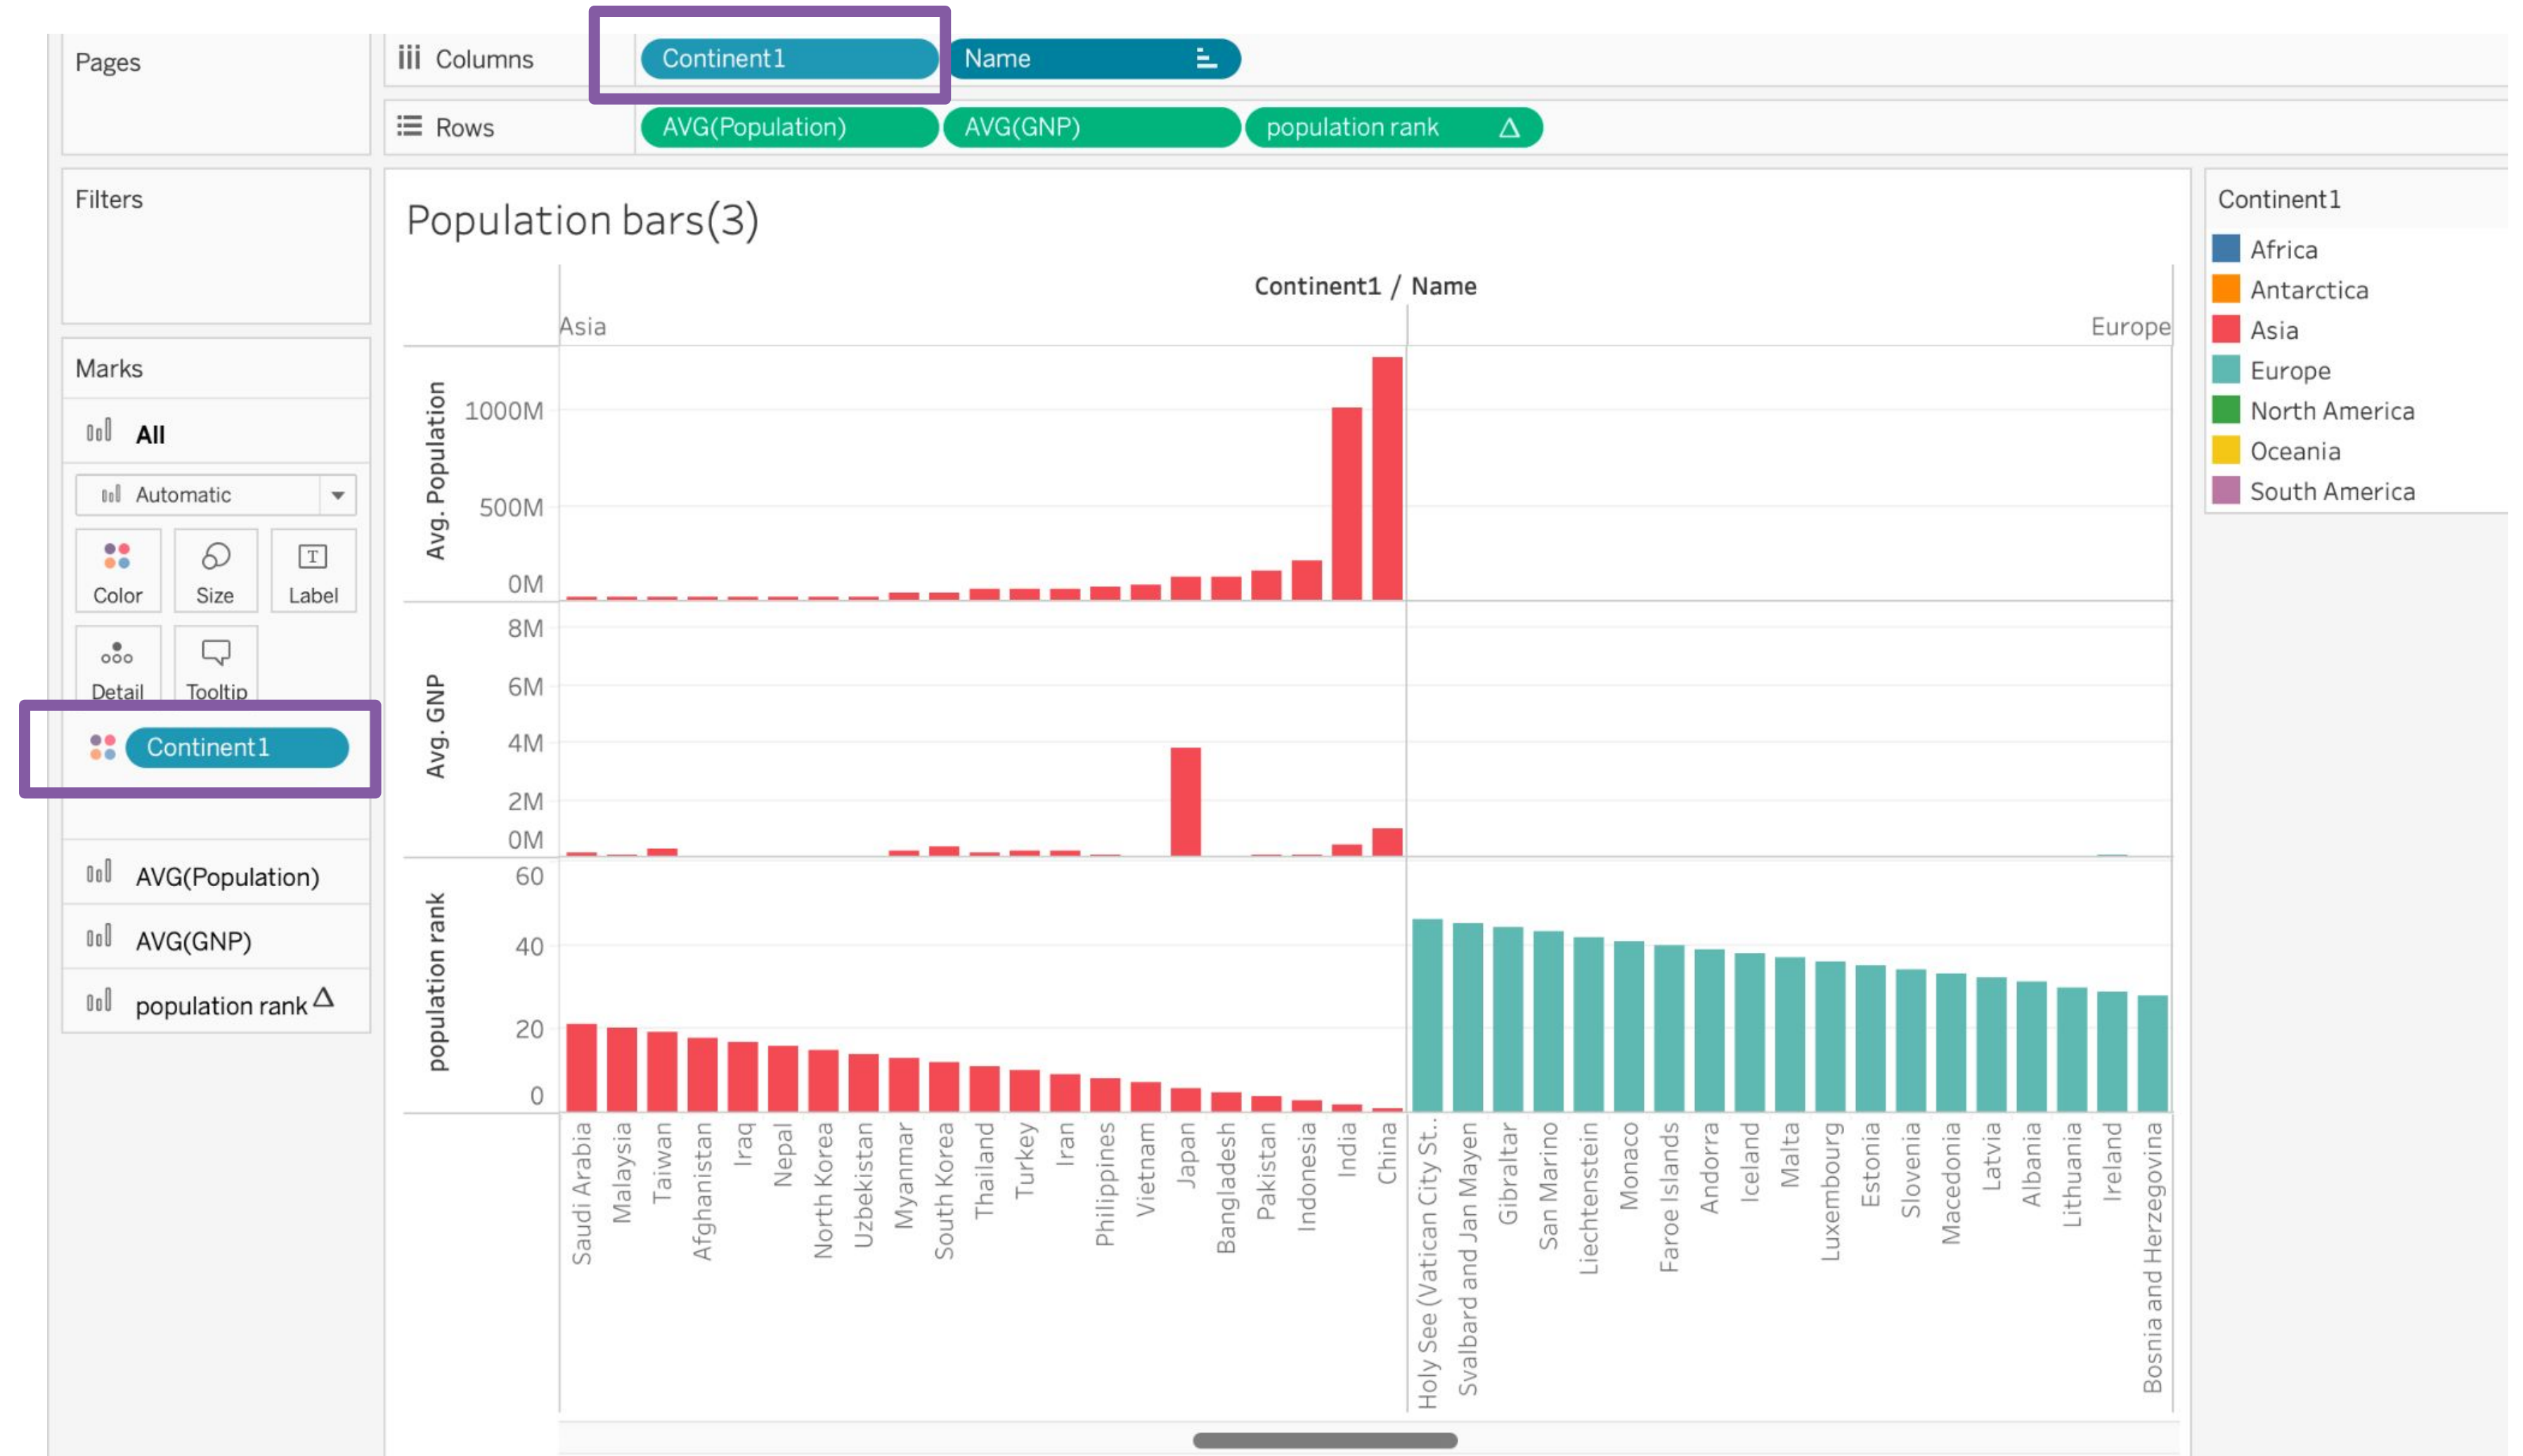 Pages
Columns
Continent1
Name
Rows
AVG(Population)
AVG(GNP)
population rank
Filters
Marks
All
Automatic
Color
Size
Label
Detail
Tooltip
Continent1
AVG(Population)
AVG(GNP)
population rank
Population bars(3)
Continent1 / Name
Asia
Europe
Avg. Population
1000M
500M
0M
Avg. GNP
8M
6M
4M
2M
0M
population rank
60
40
20
0
Saudi Arabia
Malaysia
Taiwan
Afghanistan
Iraq
Nepal
North Korea
Uzbekistan
Myanmar
South Korea
Thailand
Turkey
Iran
Philippines
Vietnam
Japan
Bangladesh
Pakistan
Indonesia
India
China
Holy See (Vatican City St..
Svalbard and Jan Mayen
Gibraltar
San Marino
Liechtenstein
Monaco
Faroe Islands
Andorra
Iceland
Malta
Luxembourg
Estonia
Slovenia
Macedonia
Latvia
Albania
Lithuania
Ireland
Bosnia and Herzegovina
Continent1
Africa
Antarctica
Asia
Europe
North America
Oceania
South America